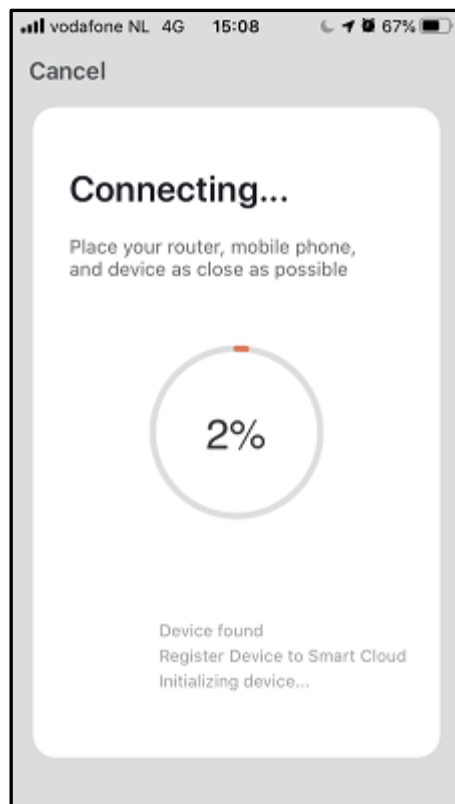 vodafone NL 4G 15:08 67%
Cancel
Connecting...
Place your router, mobile phone,
and device as close as possible
2%
Device found
Register Device to Smart Cloud
Initializing device...